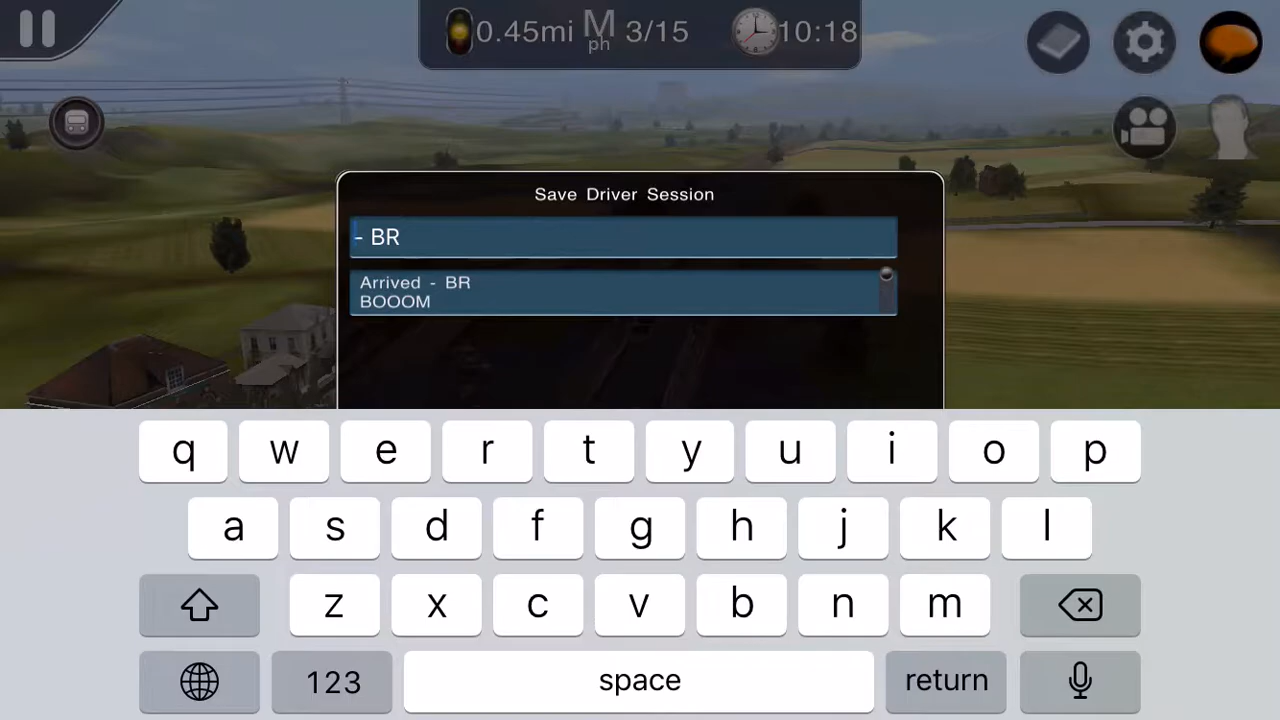 0.45mi M ph 3/15 10:18
Save Driver Session
- BR
Arrived - BR
BOOOM
q w e r t y u i o p
a s d f g h j k l
z x c v b n m
123 space return